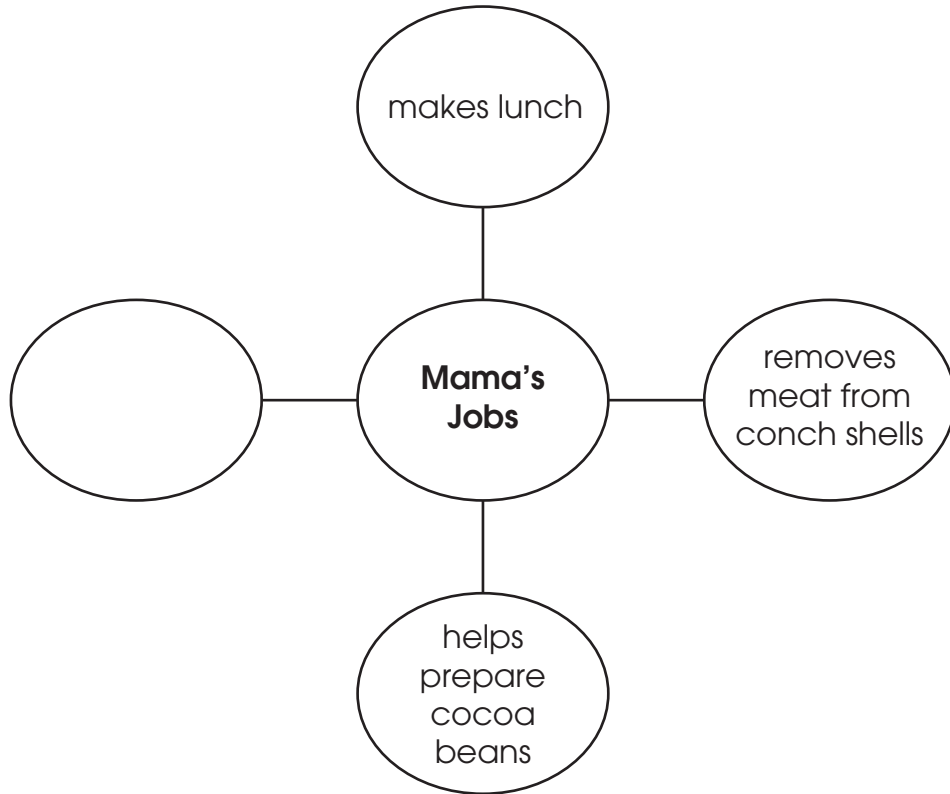 makes lunch
Mama’s
Jobs
removes
meat from
conch shells
helps
prepare
cocoa
beans